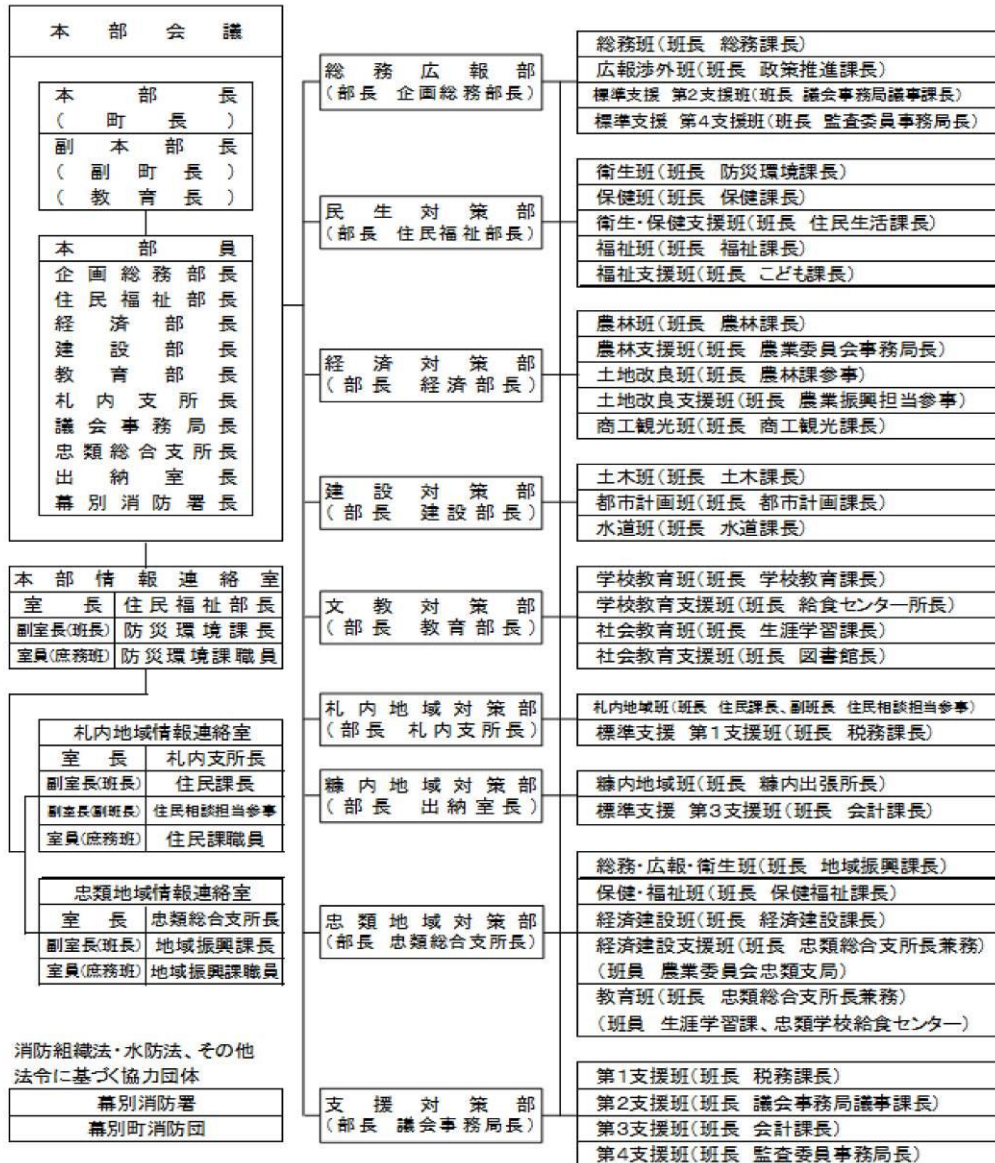 本部会議
本部長
(町長)
副本部長
(副町長)
(教育長)
本部員
企画総務部長
住民福祉部長
経済部長
建設部長
教育部長
札内支所長
議会事務局長
忠類総合支所長
出納室長
幕別消防署長
本部情報連絡室
室長 住民福祉部長
副室長(班長) 防災環境課長
室員(庶務班) 防災環境課職員
札内地域情報連絡室
室長 札内支所長
副室長(班長) 住民課長
副室長(副班長) 住民相談担当参事
室員(庶務班) 住民課職員
忠類地域情報連絡室
室長 忠類総合支所長
副室長(班長) 地域振興課長
室員(庶務班) 地域振興課職員
消防組織法・水防法、その他
法令に基づく協力団体
幕別消防署
幕別町消防団
総務広報部
(部長 企画総務部長)
総務班(班長 総務課長)
広報渉外班(班長 政策推進課長)
標準支援 第2支援班(班長 議会事務局議事課長)
標準支援 第4支援班(班長 監査委員事務局長)
民生対策部
(部長 住民福祉部長)
衛生班(班長 防災環境課長)
保健班(班長 保健課長)
衛生・保健支援班(班長 住民生活課長)
福祉班(班長 福祉課長)
福祉支援班(班長 こども課長)
経済対策部
(部長 経済部長)
農林班(班長 農林課長)
農林支援班(班長 農業委員会事務局長)
土地改良班(班長 農林課参事)
土地改良支援班(班長 農業振興担当参事)
商工観光班(班長 商工観光課長)
建設対策部
(部長 建設部長)
土木班(班長 土木課長)
都市計画班(班長 都市計画課長)
水道班(班長 水道課長)
文教対策部
(部長 教育部長)
学校教育班(班長 学校教育課長)
学校教育支援班(班長 給食センター所長)
社会教育班(班長 生涯学習課長)
社会教育支援班(班長 図書館長)
札内地域対策部
(部長 札内支所長)
札内地域班(班長 住民課長、副班長 住民相談担当参事)
標準支援 第1支援班(班長 税務課長)
糠内地域対策部
(部長 出納室長)
糠内地域班(班長 糠内出張所長)
標準支援 第3支援班(班長 会計課長)
忠類地域対策部
(部長 忠類総合支所長)
総務・広報・衛生班(班長 地域振興課長)
保健・福祉班(班長 保健福祉課長)
経済建設班(班長 経済建設課長)
経済建設支援班(班長 忠類総合支所長兼務)
(班員 農業委員会忠類支局)
教育班(班長 忠類総合支所長兼務)
(班員 生涯学習課、忠類学校給食センター)
支援対策部
(部長 議会事務局長)
第1支援班(班長 税務課長)
第2支援班(班長 議会事務局議事課長)
第3支援班(班長 会計課長)
第4支援班(班長 監査委員事務局長)